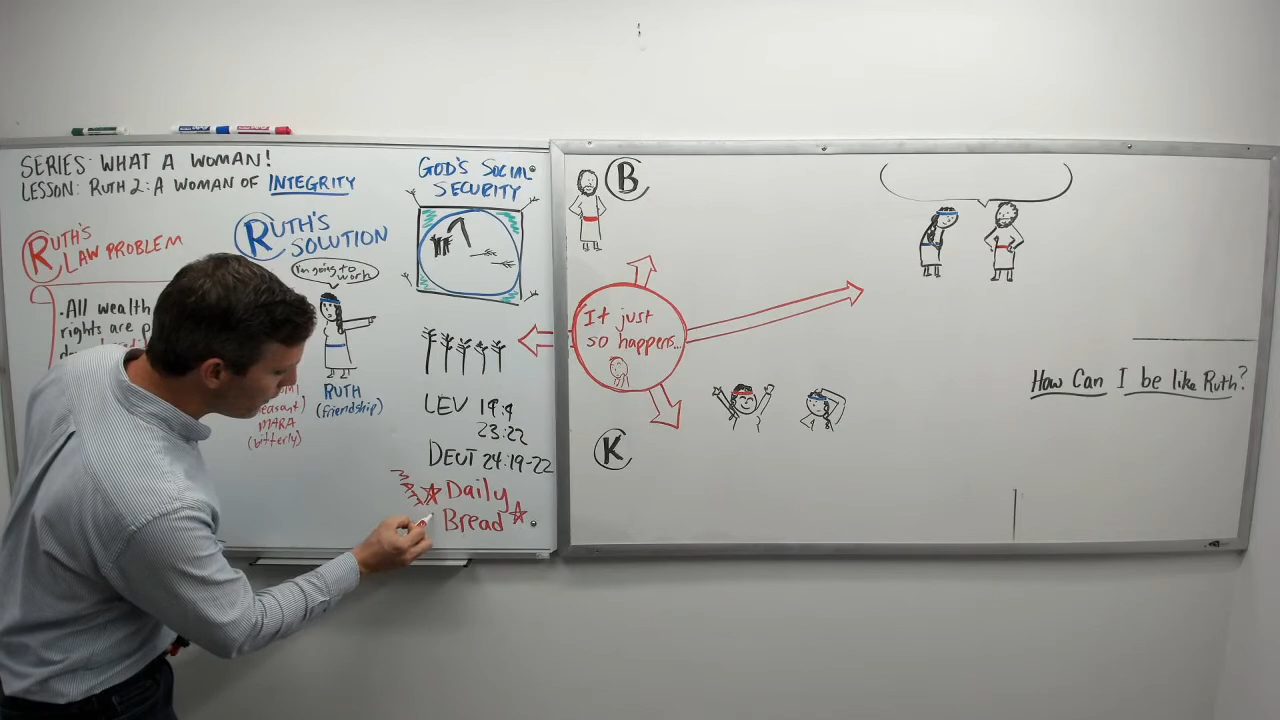 SERIES: WHAT A WOMAN!
LESSON: RUTH 2: A WOMAN OF INTEGRITY
RUTH'S
LAW PROBLEM
All wealth
rights are
RUTH'S
SOLUTION
I'm going to
work
RUTH
(friendship)
MARA
(bitterly)
GOD'S SOCIAL
SECURITY
LEV 19:9
23:22
DEUT 24:19-22
Daily
Bread
B
It just
so happens...
K
How Can I be like Ruth?